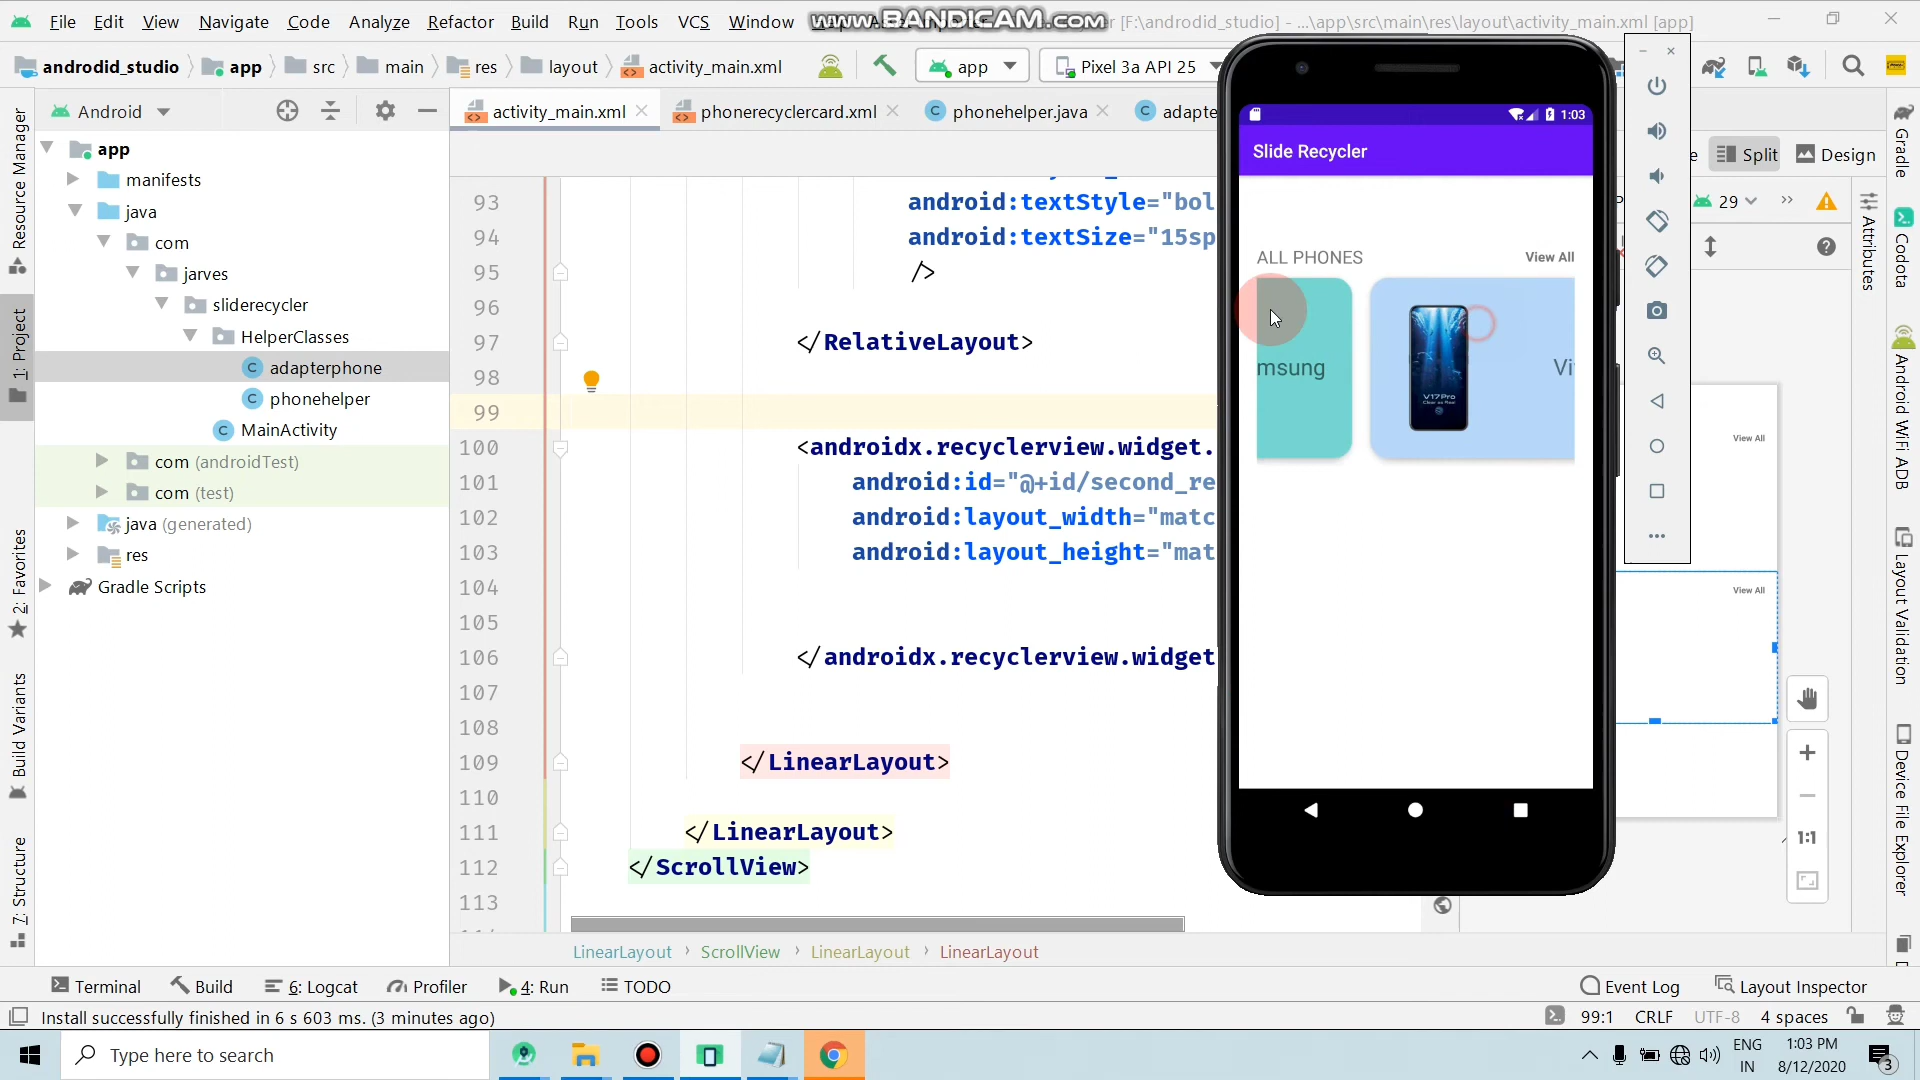 File Edit View Navigate Code Analyze Refactor Build Run Tools VCS Window [F:\androdid_studio] - ...\app\src\main\res\layout\activity_main.xml [app]
www.BANDICAM.com
androdid_studio app src main res layout activity_main.xml app Pixel 3a API 25
Android activity_main.xml phonerecyclercard.xml phonehelper.java adapte
Split Design
29
app
manifests
java
com
jarves
sliderecycler
HelperClasses
adapterphone
phonehelper
MainActivity
com (androidTest)
com (test)
java (generated)
res
Gradle Scripts
Resource Manager
1: Project
2: Favorites
Build Variants
7: Structure
93 android:textStyle="bol
94 android:textSize="15sp
95 />
96
97 </RelativeLayout>
98
99
100 <androidx.recyclerview.widget.
101 android:id="@+id/second_re
102 android:layout_width="matc
103 android:layout_height="mat
104
105
106 </androidx.recyclerview.widget
107
108
109 </LinearLayout>
110
111 </LinearLayout>
112 </ScrollView>
113
1:03
Slide Recycler
ALL PHONES View All
msung
V17Pro
Vi
View All
View All
1:1
Gradle
Codota
Attributes
Android WiFi ADB
Layout Validation
Device File Explorer
LinearLayout ScrollView LinearLayout LinearLayout
Terminal Build 6: Logcat Profiler 4: Run TODO Event Log Layout Inspector
Install successfully finished in 6 s 603 ms. (3 minutes ago) 99:1 CRLF UTF-8 4 spaces
Type here to search
ENG
IN
1:03 PM
8/12/2020
3